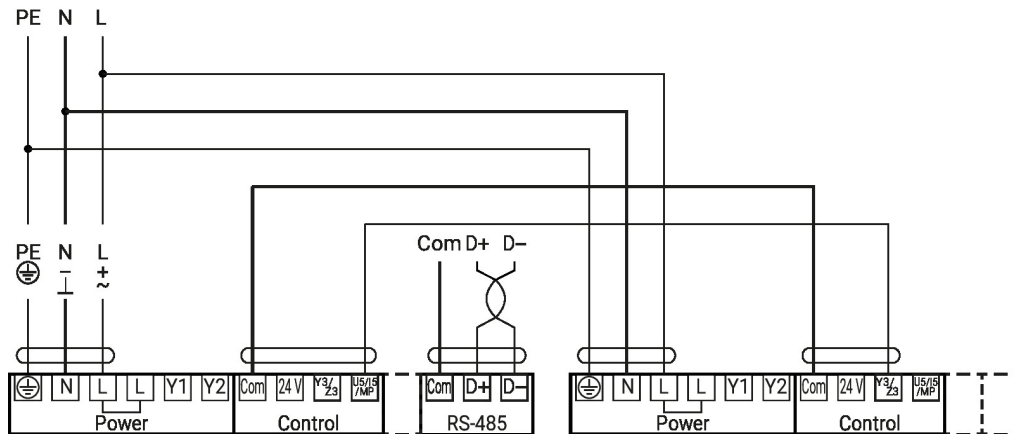 PE N L
PE N L
− +
⊥ ~
Com D+ D−
N L L Y1 Y2 Com 24 V Y3/Z3 U5/I5/MP Com D+ D− N L L Y1 Y2 Com 24 V Y3/Z3 U5/I5/MP
Power Control RS-485 Power Control